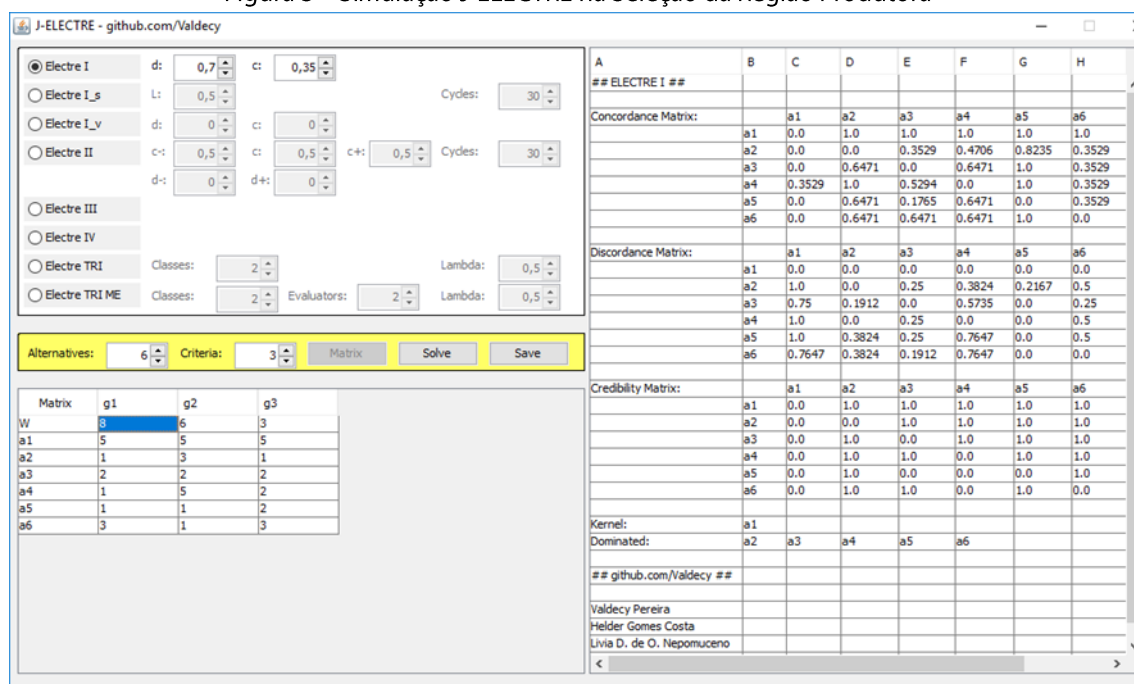 Figura 3 - Simulação J-ELECTRE na Seleção da Região Produtora
J-ELECTRE - github.com/Valdecy
Electre I d: 0,7 c: 0,35
Electre I_s L: 0,5 Cycles: 30
Electre I_v d: 0 c: 0
Electre II c-: 0,5 c: 0,5 c+: 0,5 Cycles: 30
d-: 0 d+: 0
Electre III
Electre IV
Electre TRI Classes: 2 Lambda: 0,5
Electre TRI ME Classes: 2 Evaluators: 2 Lambda: 0,5
Alternatives: 6 Criteria: 3 Matrix Solve Save
Matrix g1 g2 g3
W 8 6 3
a1 5 5 5
a2 1 3 1
a3 2 2 2
a4 1 5 2
a5 1 1 2
a6 3 1 3
A B C D E F G H
## ELECTRE I ##
Concordance Matrix: a1 a2 a3 a4 a5 a6
a1 0.0 1.0 1.0 1.0 1.0 1.0
a2 0.0 0.0 0.3529 0.4706 0.8235 0.3529
a3 0.0 0.6471 0.0 0.6471 1.0 0.3529
a4 0.3529 1.0 0.5294 0.0 1.0 0.3529
a5 0.0 0.6471 0.1765 0.6471 0.0 0.3529
a6 0.0 0.6471 0.6471 0.6471 1.0 0.0
Discordance Matrix: a1 a2 a3 a4 a5 a6
a1 0.0 0.0 0.0 0.0 0.0 0.0
a2 1.0 0.0 0.25 0.3824 0.2167 0.5
a3 0.75 0.1912 0.0 0.5735 0.0 0.25
a4 1.0 0.0 0.25 0.0 0.0 0.5
a5 1.0 0.3824 0.25 0.7647 0.0 0.5
a6 0.7647 0.3824 0.1912 0.7647 0.0 0.0
Credibility Matrix: a1 a2 a3 a4 a5 a6
a1 0.0 1.0 1.0 1.0 1.0 1.0
a2 0.0 0.0 1.0 1.0 1.0 1.0
a3 0.0 1.0 0.0 1.0 1.0 1.0
a4 0.0 1.0 1.0 0.0 1.0 1.0
a5 0.0 1.0 0.0 0.0 0.0 1.0
a6 0.0 1.0 1.0 0.0 1.0 0.0
Kernel: a1
Dominated: a2 a3 a4 a5 a6
## github.com/Valdecy ##
Valdecy Pereira
Helder Gomes Costa
Livia D. de O. Nepomuceno